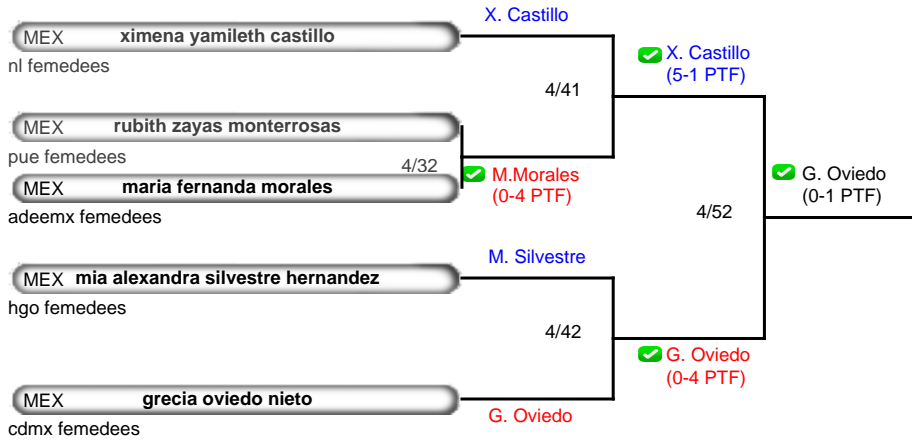 X. Castillo
MEX ximena yamileth castillo
nl femedees
X. Castillo
(5-1 PTF)
4/41
MEX rubith zayas monterrosas
pue femedees
4/32
M.Morales
(0-4 PTF)
MEX maria fernanda morales
adeemx femedees
G. Oviedo
(0-1 PTF)
4/52
M. Silvestre
MEX mia alexandra silvestre hernandez
hgo femedees
4/42
G. Oviedo
(0-4 PTF)
MEX grecia oviedo nieto
G. Oviedo
cdmx femedees